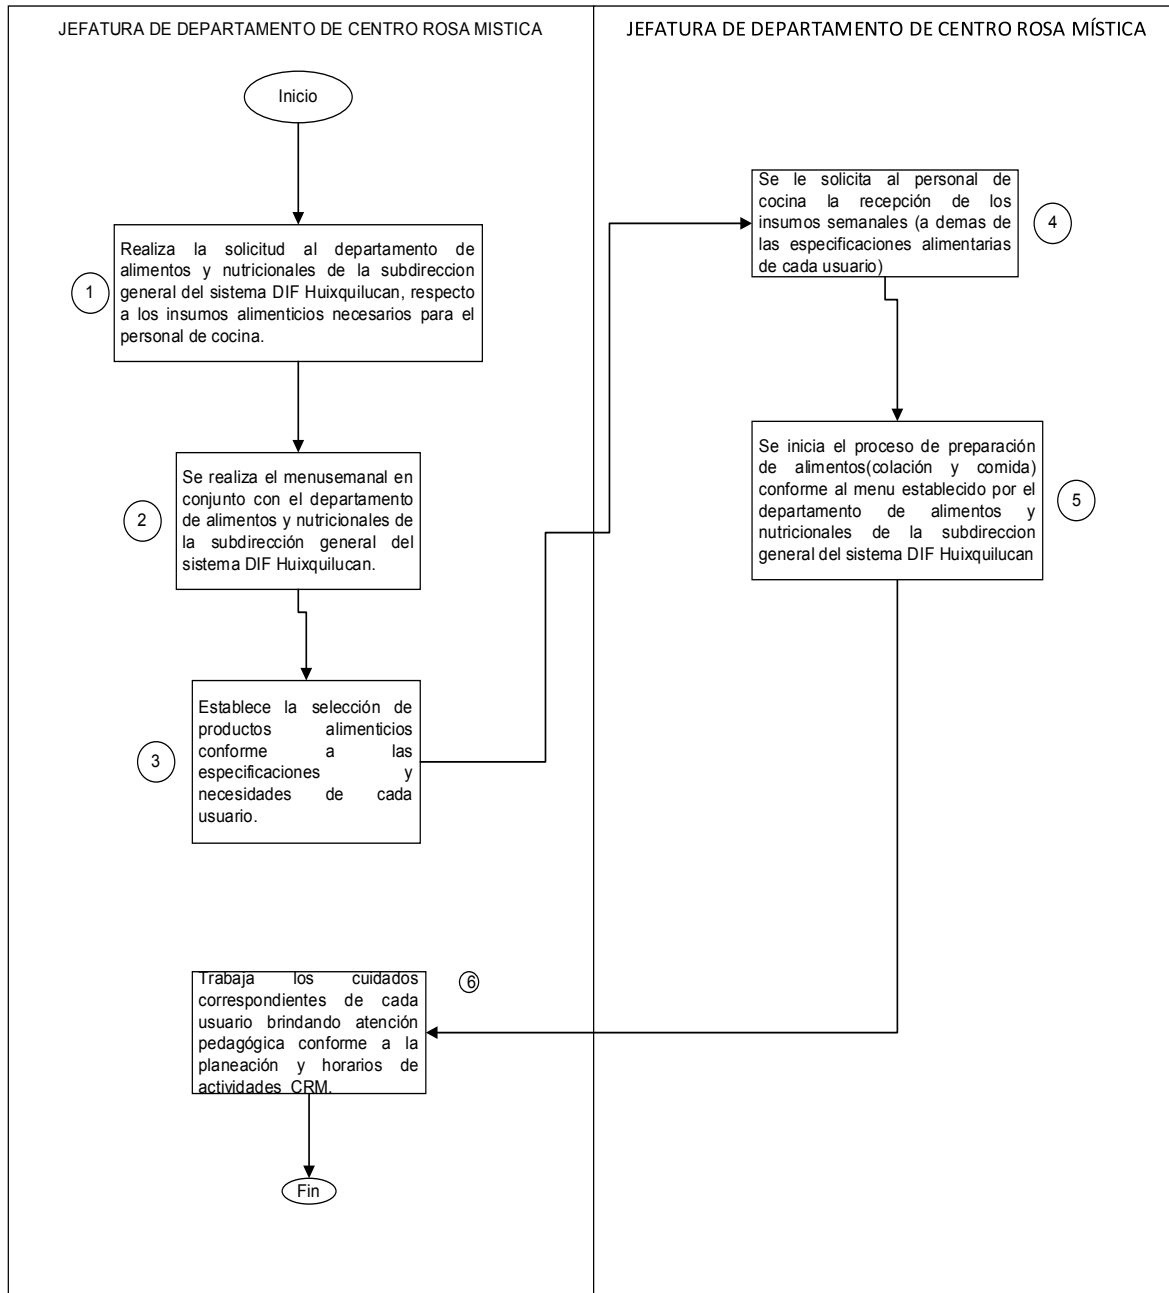 JEFATURA DE DEPARTAMENTO DE CENTRO ROSA MISTICA
JEFATURA DE DEPARTAMENTO DE CENTRO ROSA MÍSTICA
Inicio
1
Realiza la solicitud al departamento de
alimentos y nutricionales de la subdireccion
general del sistema DIF Huixquilucan, respecto
a los insumos alimenticios necesarios para el
personal de cocina.
2
Se realiza el menusemanal en
conjunto con el departamento
de alimentos y nutricionales de
la subdirección general del
sistema DIF Huixquilucan.
3
Establece la selección de
productos alimenticios
conforme a las
especificaciones y
necesidades de cada
usuario.
Se le solicita al personal de
cocina la recepción de los
insumos semanales (a demas de
las especificaciones alimentarias
de cada usuario)
4
Se inicia el proceso de preparación
de alimentos(colación y comida)
conforme al menu establecido por el
departamento de alimentos y
nutricionales de la subdireccion
general del sistema DIF Huixquilucan
5
Trabaja los cuidados
correspondientes de cada
usuario brindando atención
pedagógica conforme a la
planeación y horarios de
actividades CRM.
6
Fin